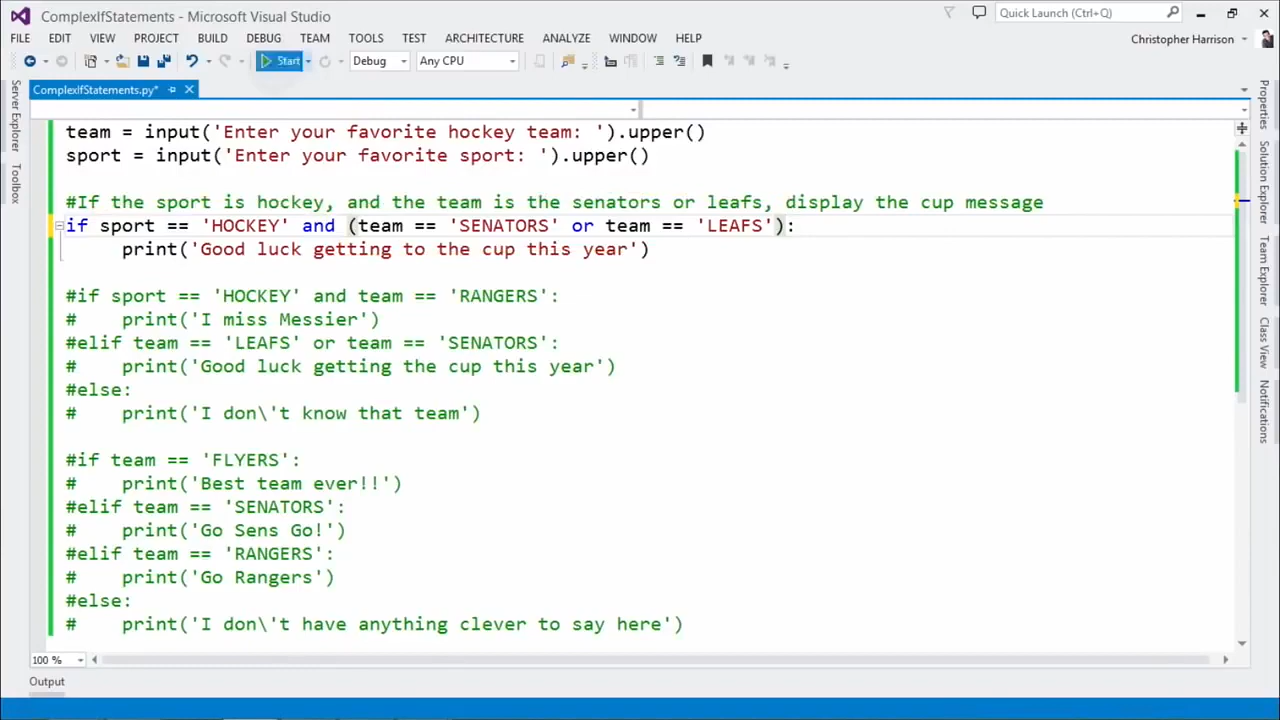 ComplexIfStatements - Microsoft Visual Studio
Quick Launch (Ctrl+Q)
FILE EDIT VIEW PROJECT BUILD DEBUG TEAM TOOLS TEST ARCHITECTURE ANALYZE WINDOW HELP
Christopher Harrison
Start Debug Any CPU
ComplexIfStatements.py*
Server Explorer
Toolbox
team = input('Enter your favorite hockey team: ').upper()
sport = input('Enter your favorite sport: ').upper()
#If the sport is hockey, and the team is the senators or leafs, display the cup message
if sport == 'HOCKEY' and (team == 'SENATORS' or team == 'LEAFS'):
print('Good luck getting to the cup this year')
#if sport == 'HOCKEY' and team == 'RANGERS':
#    print('I miss Messier')
#elif team == 'LEAFS' or team == 'SENATORS':
#    print('Good luck getting the cup this year')
#else:
#    print('I don\'t know that team')
#if team == 'FLYERS':
#    print('Best team ever!!')
#elif team == 'SENATORS':
#    print('Go Sens Go!')
#elif team == 'RANGERS':
#    print('Go Rangers')
#else:
#    print('I don\'t have anything clever to say here')
Properties
Solution Explorer
Team Explorer
Class View
Notifications
100 %
Output